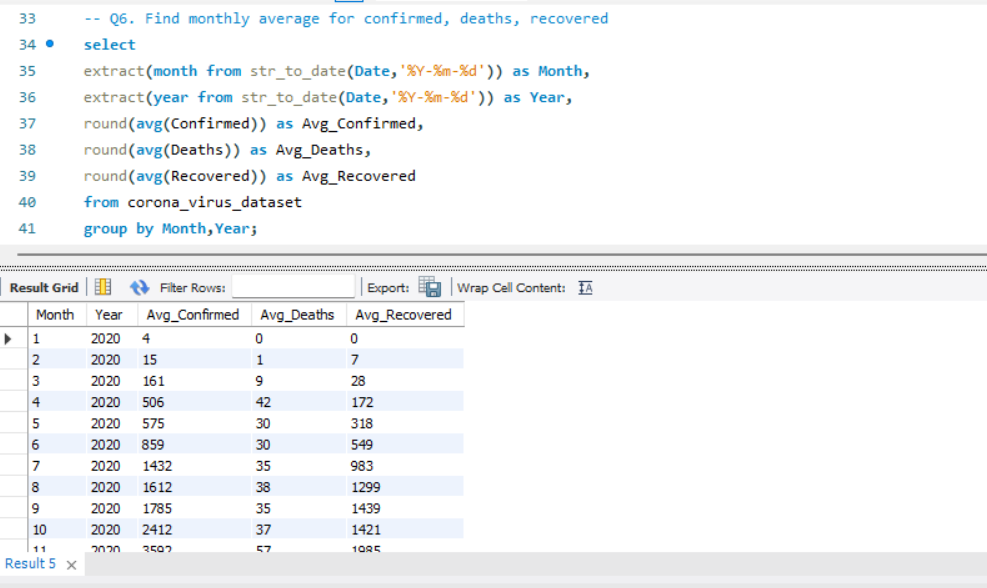 33 -- Q6. Find monthly average for confirmed, deaths, recovered
34 select
35 extract(month from str_to_date(Date,'%Y-%m-%d')) as Month,
36 extract(year from str_to_date(Date,'%Y-%m-%d')) as Year,
37 round(avg(Confirmed)) as Avg_Confirmed,
38 round(avg(Deaths)) as Avg_Deaths,
39 round(avg(Recovered)) as Avg_Recovered
40 from corona_virus_dataset
41 group by Month,Year;
Result Grid Filter Rows: Export: Wrap Cell Content: IA
Month Year Avg_Confirmed Avg_Deaths Avg_Recovered
1 2020 4 0 0
2 2020 15 1 7
3 2020 161 9 28
4 2020 506 42 172
5 2020 575 30 318
6 2020 859 30 549
7 2020 1432 35 983
8 2020 1612 38 1299
9 2020 1785 35 1439
10 2020 2412 37 1421
11 2020 3592 57 1985
Result 5